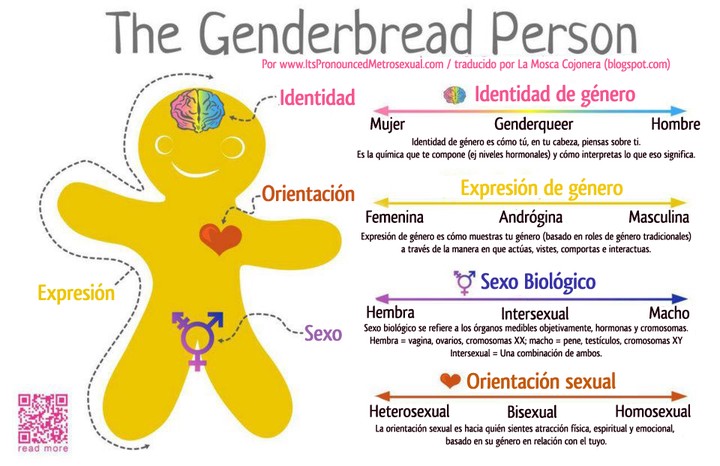 The Genderbread Person
Por www.ItsPronouncedMetrosexual.com / traducido por La Mosca Cojonera (blogspot.com)
Identidad
Orientación
Expresión
Sexo
read more
Identidad de género
Mujer Genderqueer Hombre
Identidad de género es cómo tú, en tu cabeza, piensas sobre ti.
Es la química que te compone (ej niveles hormonales) y cómo interpretas lo que eso significa.
Expresión de género
Femenina Andrógina Masculina
Expresión de género es cómo muestras tu género (basado en roles de género tradicionales)
a través de la manera en que actúas, vistes, comportas e interactuas.
Sexo Biológico
Hembra Intersexual Macho
Sexo biológico se refiere a los órganos medibles objetivamente, hormonas y cromosomas.
Hembra = vagina, ovarios, cromosomas XX; macho = pene, testículos, cromosomas XY
Intersexual = Una combinación de ambos.
Orientación sexual
Heterosexual Bisexual Homosexual
La orientación sexual es hacia quién sientes atracción física, espiritual y emocional,
basado en su género en relación con el tuyo.